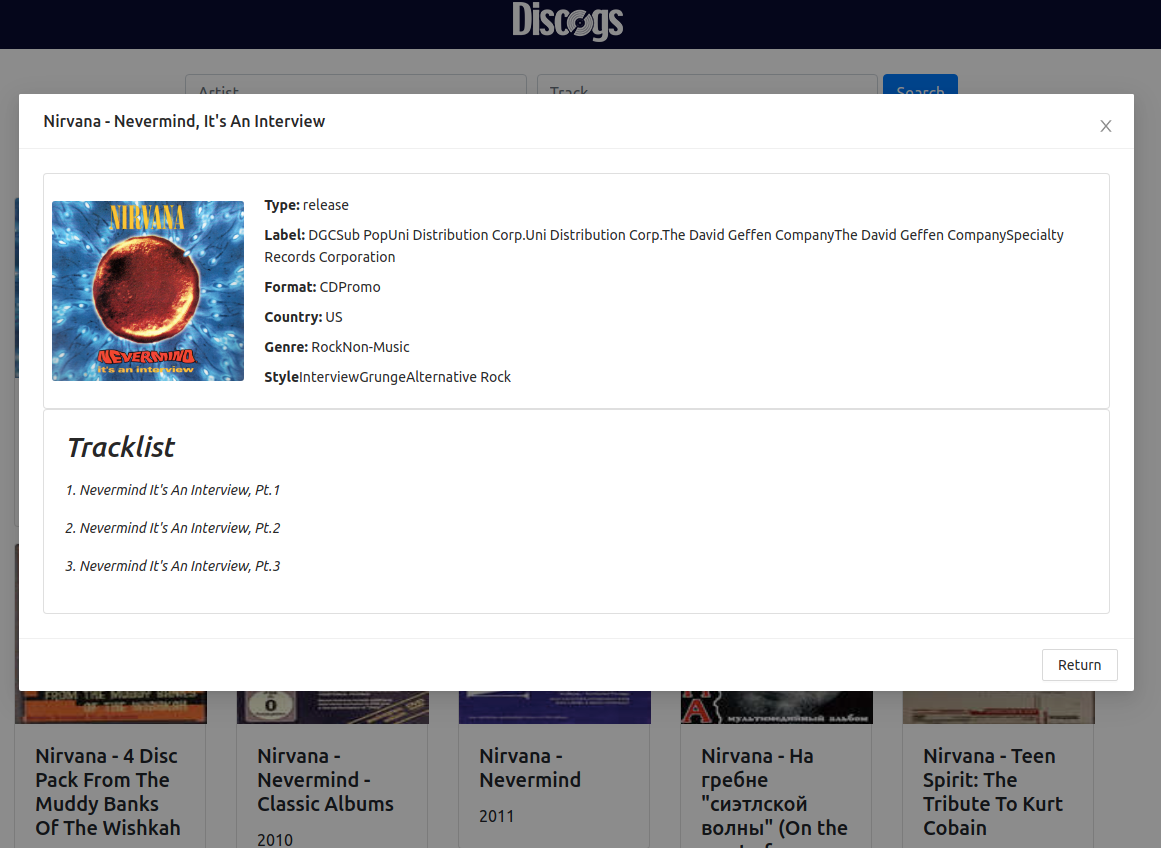 Discogs
Artist
Track
Search
Nirvana - Nevermind, It's An Interview
X
NIRVANA
NEVERMIND
it's an interview
Type: release
Label: DGCSub PopUni Distribution Corp.Uni Distribution Corp.The David Geffen CompanyThe David Geffen CompanySpecialty
Records Corporation
Format: CDPromo
Country: US
Genre: RockNon-Music
StyleInterviewGrungeAlternative Rock
Tracklist
1. Nevermind It's An Interview, Pt.1
2. Nevermind It's An Interview, Pt.2
3. Nevermind It's An Interview, Pt.3
Return
FROM THE MUDDY BANKS
OF THE WISHKAH
DVD
мультимедийный альбом
Nirvana - 4 Disc
Pack From The
Muddy Banks
Of The Wishkah
Nirvana -
Nevermind -
Classic Albums
2010
Nirvana -
Nevermind
2011
Nirvana - На
гребне
"сиэтлской
волны" (On the
Nirvana - Teen
Spirit: The
Tribute To Kurt
Cobain